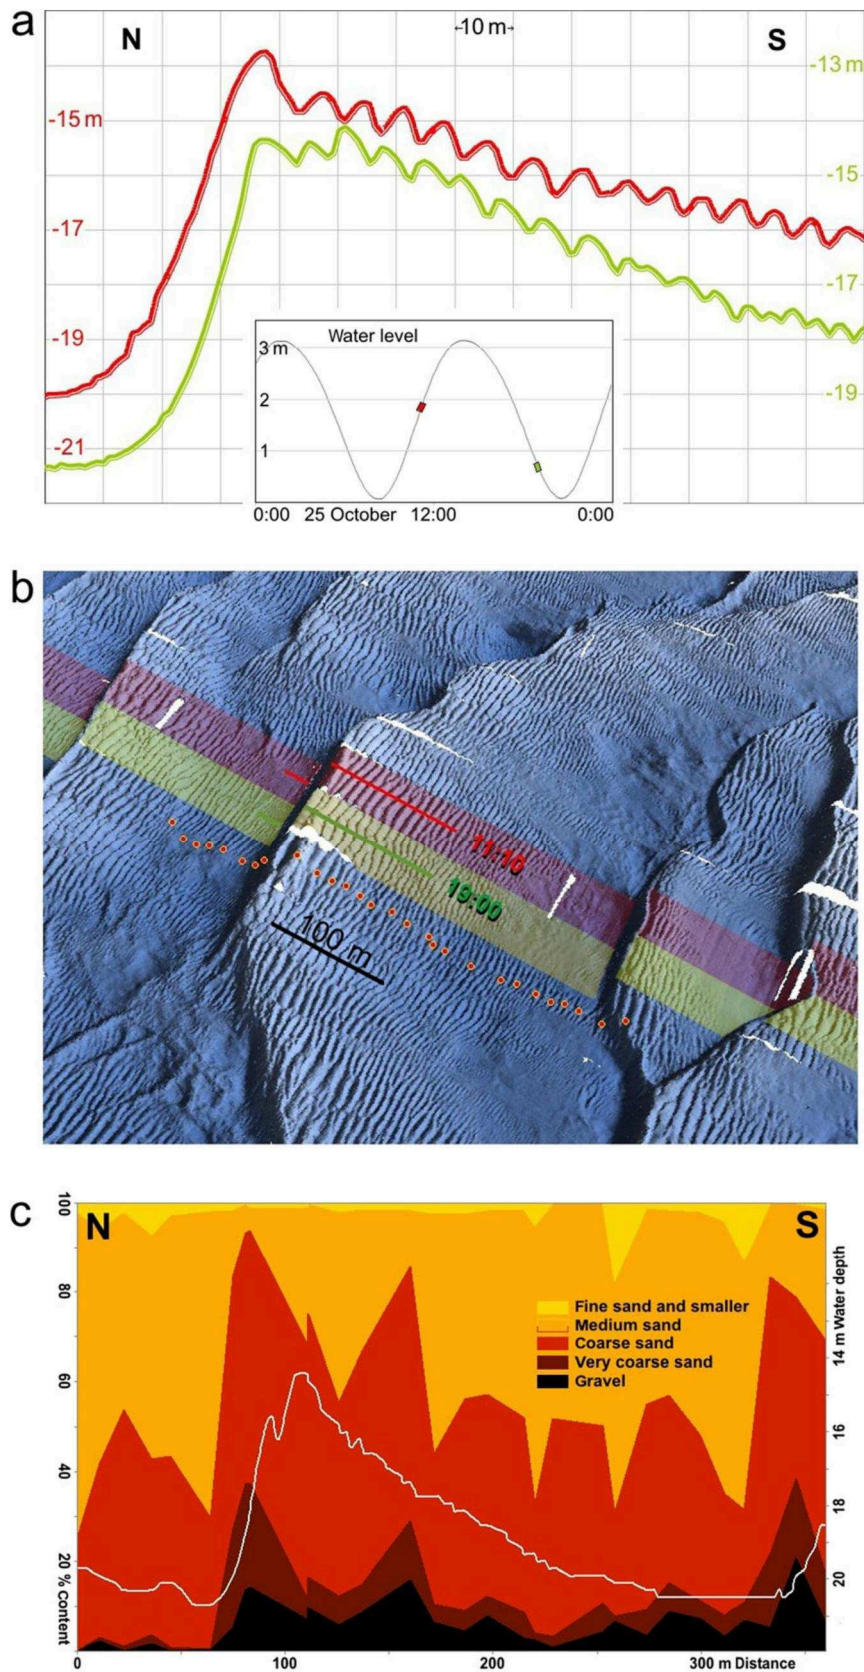 a
N
←10 m→
S
-13 m
-15 m
-15
-17
-17
-19
-19
-21
Water level
3 m
2
1
0:00 25 October 12:00 0:00
b
11:10
19:00
100 m
c
N
S
100
80
60
40
20
% content
Fine sand and smaller
Medium sand
Coarse sand
Very coarse sand
Gravel
14 m Water depth
16
18
20
0
100
200
300 m Distance